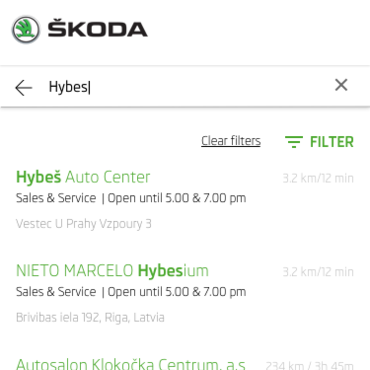 ŠKODA
Hybes
Clear filters
FILTER
Hybeš Auto Center
3.2 km/12 min
Sales & Service | Open until 5.00 & 7.00 pm
Vestec U Prahy Vzpoury 3
NIETO MARCELO Hybesium
3.2 km/12 min
Sales & Service | Open until 5.00 & 7.00 pm
Brivibas iela 192, Riga, Latvia
Autosalon Klokočka Centrum, a.s
234 km / 3h 45m